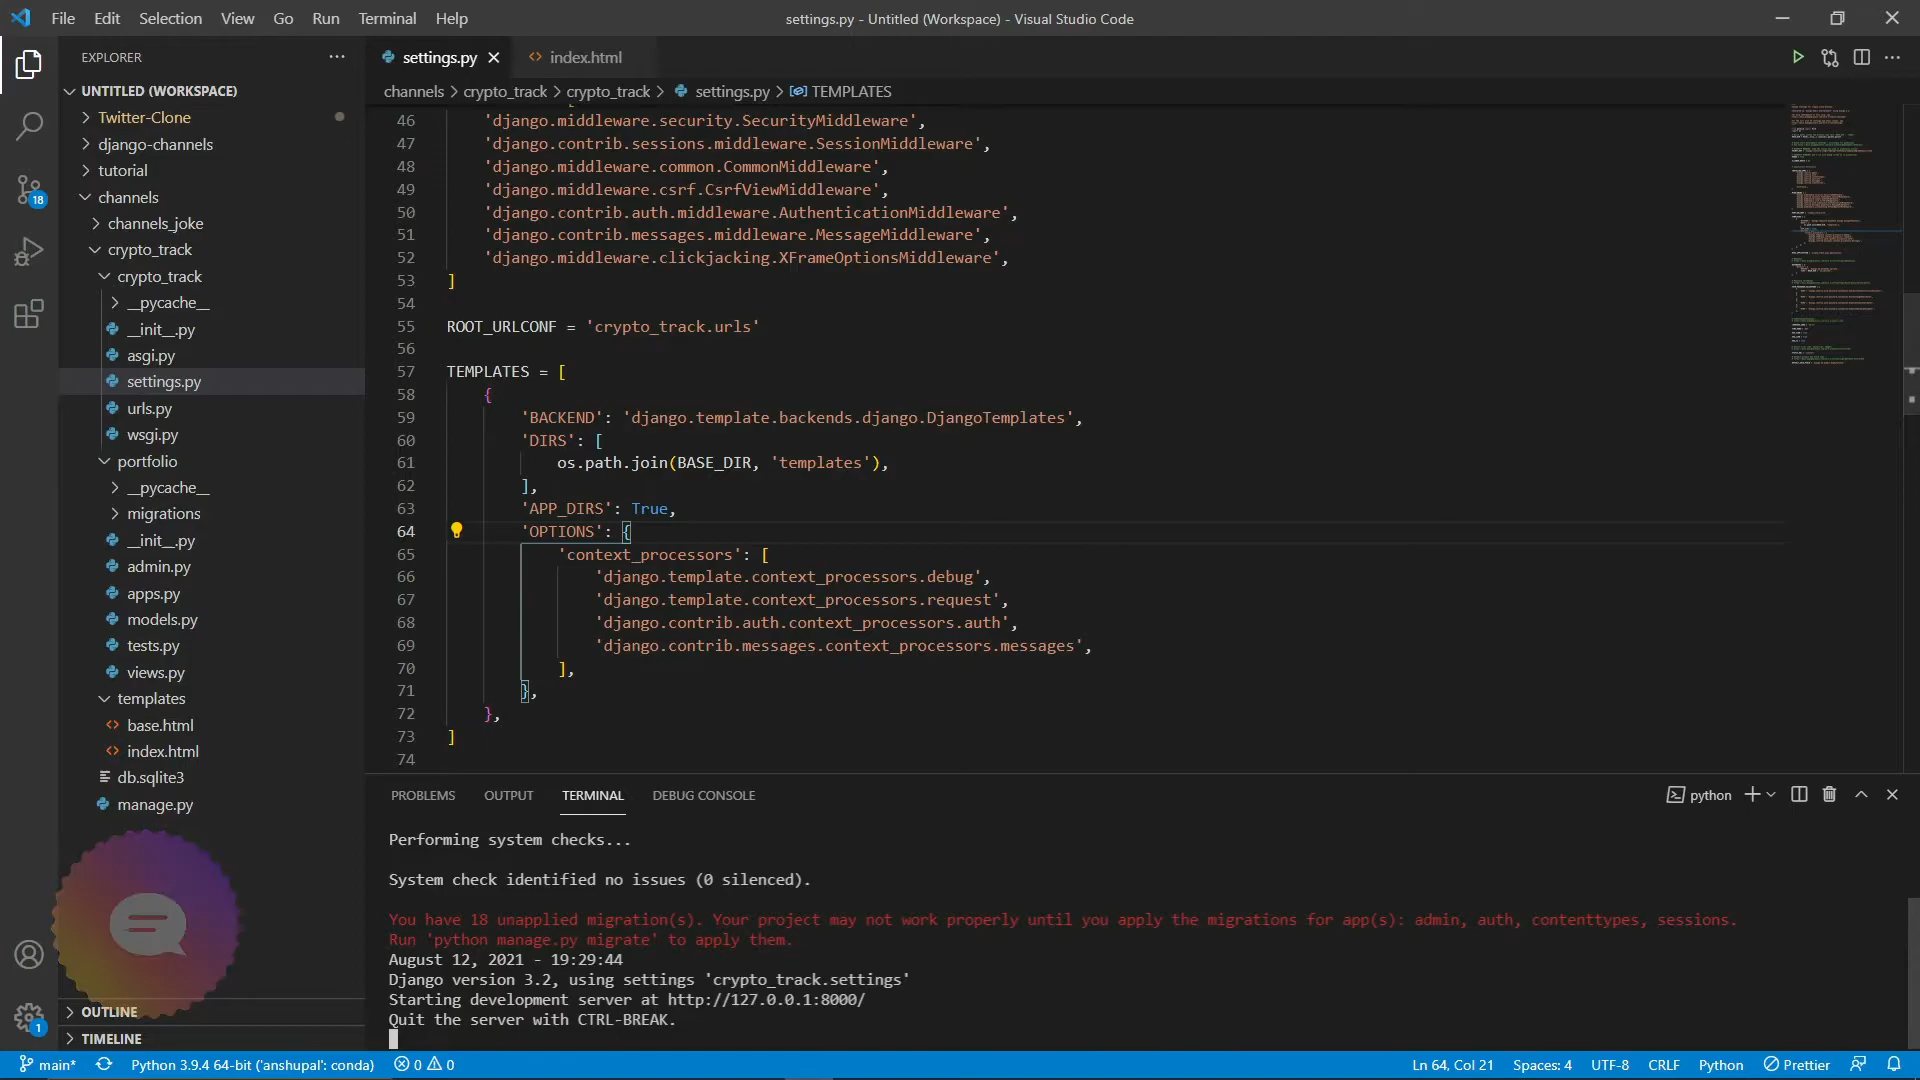 File Edit Selection View Go Run Terminal Help
settings.py - Untitled (Workspace) - Visual Studio Code
EXPLORER
UNTITLED (WORKSPACE)
Twitter-Clone
django-channels
tutorial
channels
channels_joke
crypto_track
crypto_track
__pycache__
__init__.py
asgi.py
settings.py
urls.py
wsgi.py
portfolio
__pycache__
migrations
__init__.py
admin.py
apps.py
models.py
tests.py
views.py
templates
base.html
index.html
db.sqlite3
manage.py
OUTLINE
TIMELINE
18
1
settings.py index.html
channels > crypto_track > crypto_track > settings.py > TEMPLATES
46 'django.middleware.security.SecurityMiddleware',
47 'django.contrib.sessions.middleware.SessionMiddleware',
48 'django.middleware.common.CommonMiddleware',
49 'django.middleware.csrf.CsrfViewMiddleware',
50 'django.contrib.auth.middleware.AuthenticationMiddleware',
51 'django.contrib.messages.middleware.MessageMiddleware',
52 'django.middleware.clickjacking.XFrameOptionsMiddleware',
53 ]
54
55 ROOT_URLCONF = 'crypto_track.urls'
56
57 TEMPLATES = [
58 {
59 'BACKEND': 'django.template.backends.django.DjangoTemplates',
60 'DIRS': [
61 os.path.join(BASE_DIR, 'templates'),
62 ],
63 'APP_DIRS': True,
64 'OPTIONS': {
65 'context_processors': [
66 'django.template.context_processors.debug',
67 'django.template.context_processors.request',
68 'django.contrib.auth.context_processors.auth',
69 'django.contrib.messages.context_processors.messages',
70 ],
71 },
72 },
73 ]
74
PROBLEMS OUTPUT TERMINAL DEBUG CONSOLE
python
Performing system checks...
System check identified no issues (0 silenced).
You have 18 unapplied migration(s). Your project may not work properly until you apply the migrations for app(s): admin, auth, contenttypes, sessions.
Run 'python manage.py migrate' to apply them.
August 12, 2021 - 19:29:44
Django version 3.2, using settings 'crypto_track.settings'
Starting development server at http://127.0.0.1:8000/
Quit the server with CTRL-BREAK.
main* Python 3.9.4 64-bit ('anshupal': conda) 0 0 Ln 64, Col 21 Spaces: 4 UTF-8 CRLF Python Prettier